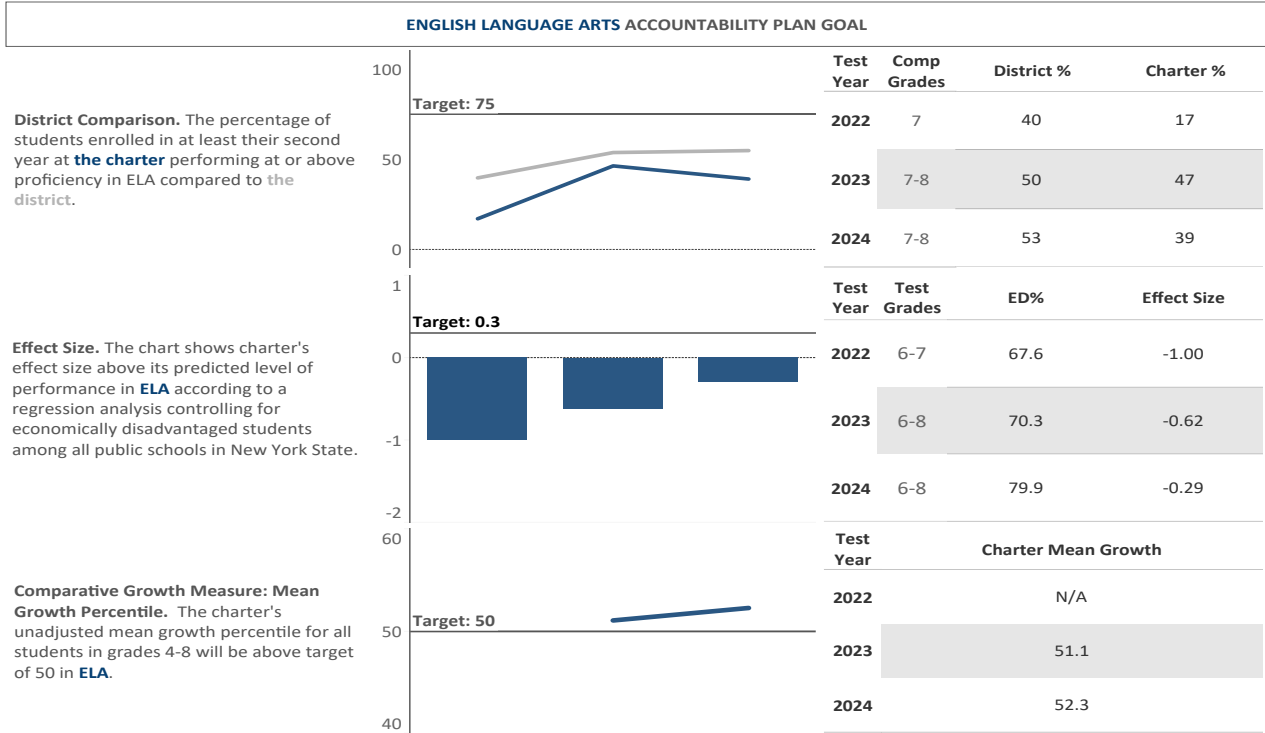 ENGLISH LANGUAGE ARTS ACCOUNTABILITY PLAN GOAL
District Comparison. The percentage of
students enrolled in at least their second
year at the charter performing at or above
proficiency in ELA compared to the
district.
100
Target: 75
50
0
Test Year Comp Grades District % Charter %
2022 7 40 17
2023 7-8 50 47
2024 7-8 53 39
Effect Size. The chart shows charter's
effect size above its predicted level of
performance in ELA according to a
regression analysis controlling for
economically disadvantaged students
among all public schools in New York State.
1
Target: 0.3
0
-1
-2
Test Year Test Grades ED% Effect Size
2022 6-7 67.6 -1.00
2023 6-8 70.3 -0.62
2024 6-8 79.9 -0.29
Comparative Growth Measure: Mean
Growth Percentile. The charter's
unadjusted mean growth percentile for all
students in grades 4-8 will be above target
of 50 in ELA.
60
Target: 50
50
40
Test Year Charter Mean Growth
2022 N/A
2023 51.1
2024 52.3